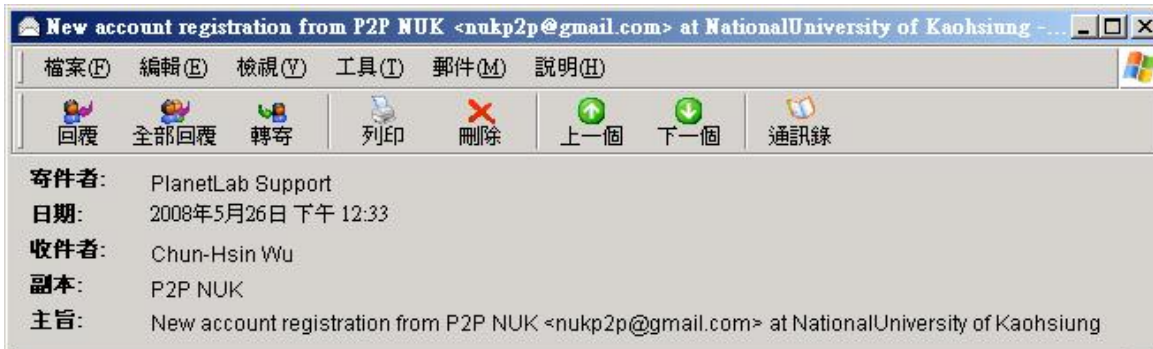 New account registration from P2P NUK <nukp2p@gmail.com> at NationalUniversity of Kaohsiung -...
檔案(F) 編輯(E) 檢視(V) 工具(T) 郵件(M) 說明(H)
回覆 全部回覆 轉寄 列印 刪除 上一個 下一個 通訊錄
寄件者: PlanetLab Support
日期: 2008年5月26日 下午 12:33
收件者: Chun-Hsin Wu
副本: P2P NUK
主旨: New account registration from P2P NUK <nukp2p@gmail.com> at NationalUniversity of Kaohsiung